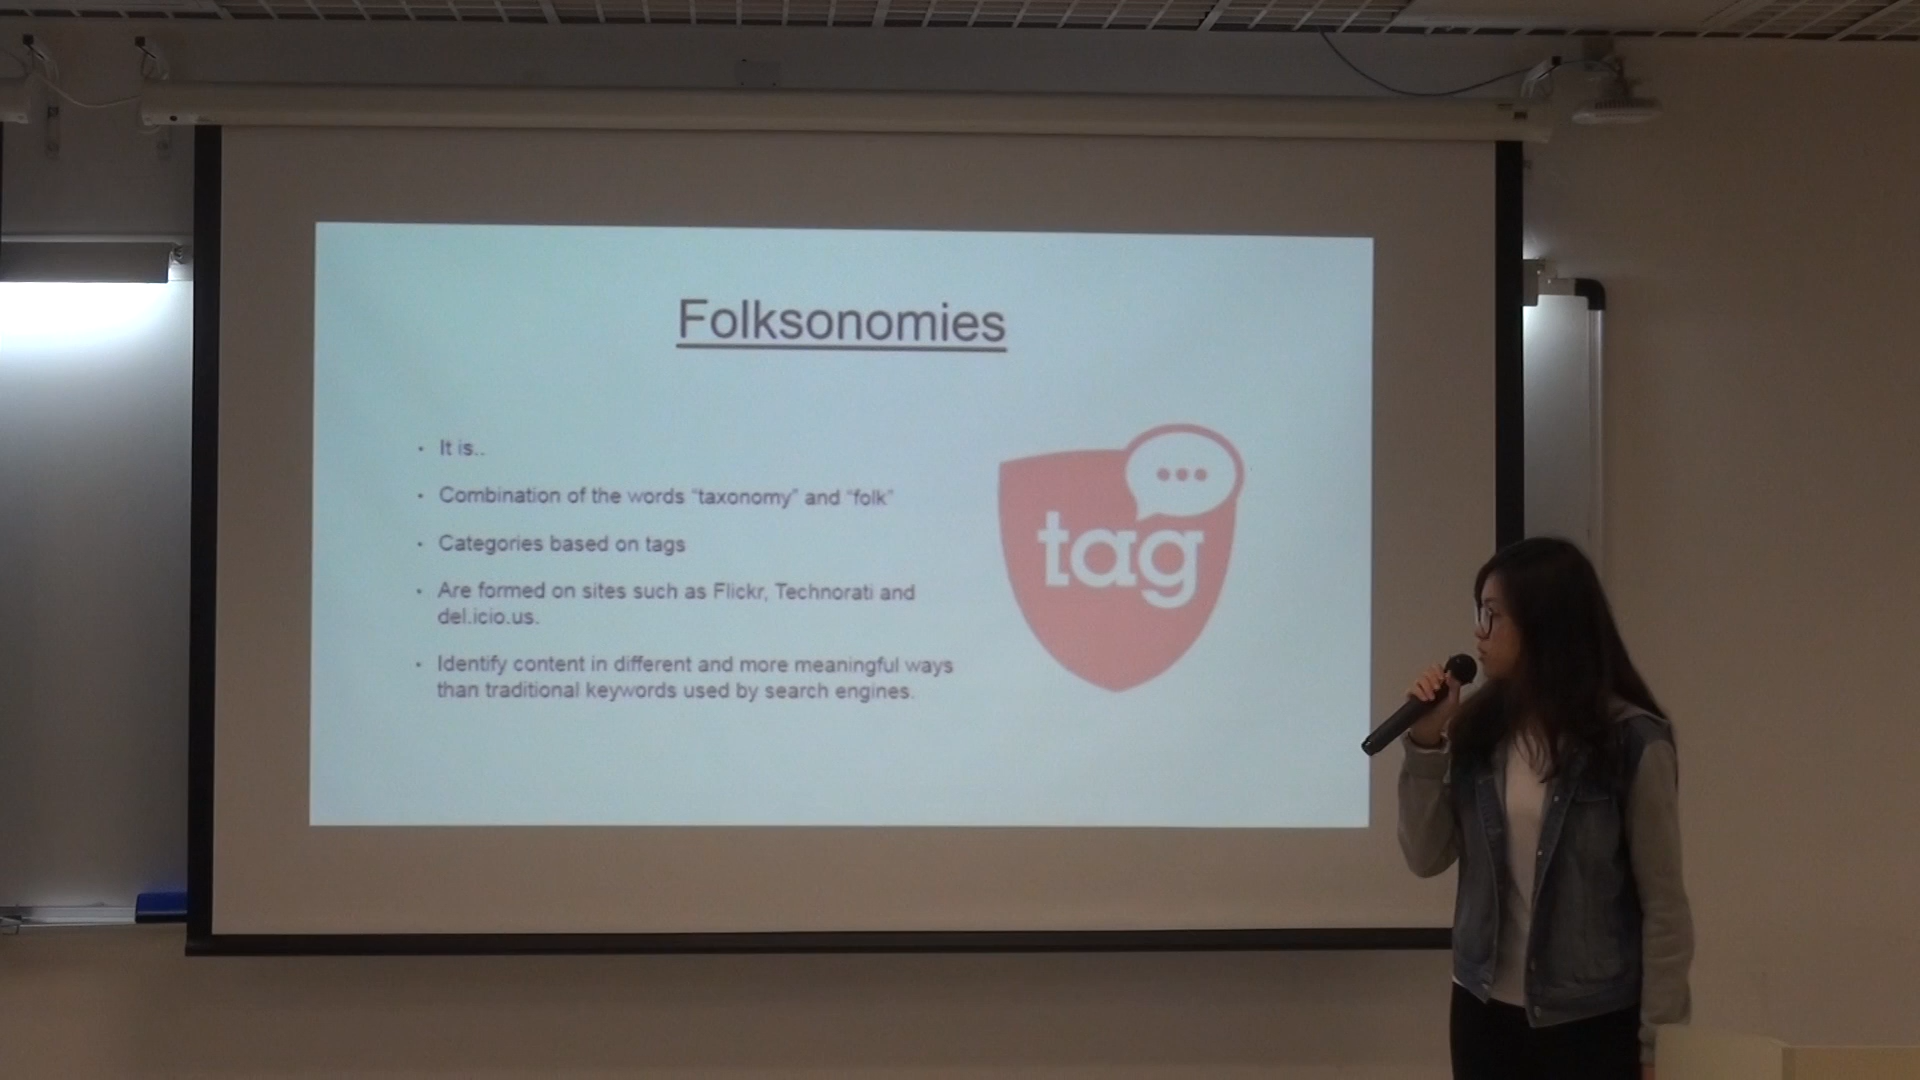 Folksonomies
• It is..
• Combination of the words “taxonomy” and “folk”
• Categories based on tags
• Are formed on sites such as Flickr, Technorati and
del.icio.us.
• Identify content in different and more meaningful ways
than traditional keywords used by search engines.
tag